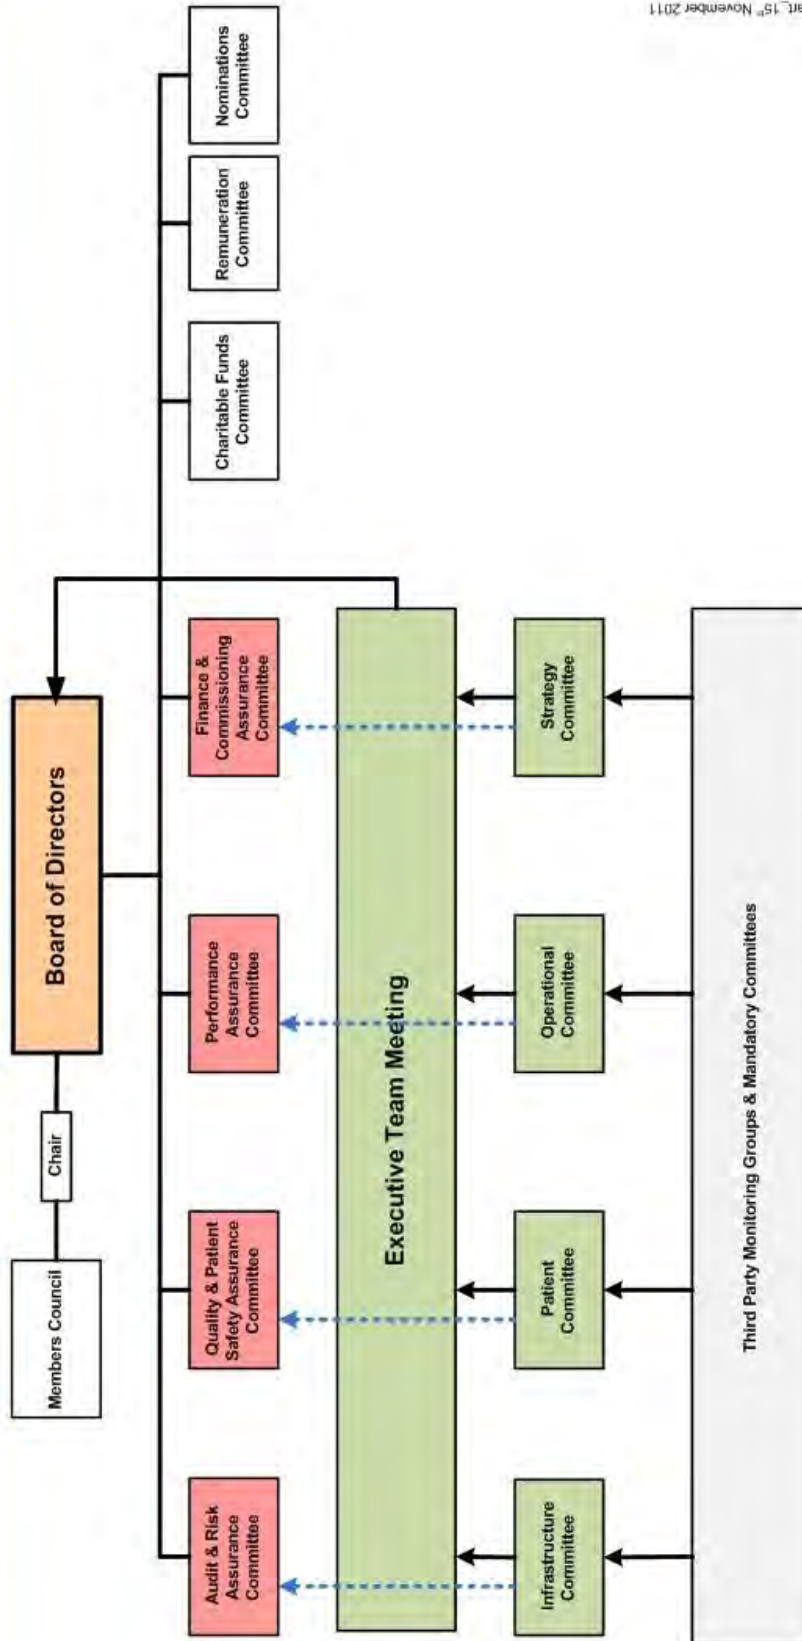 Members Council
Chair
Board of Directors
Audit & Risk
Assurance
Committee
Quality & Patient
Safety Assurance
Committee
Performance
Assurance
Committee
Finance &
Commissioning
Assurance
Committee
Charitable Funds
Committee
Remuneration
Committee
Nominations
Committee
Executive Team Meeting
Infrastructure
Committee
Patient
Committee
Operational
Committee
Strategy
Committee
Third Party Monitoring Groups & Mandatory Committees
15th November 2011